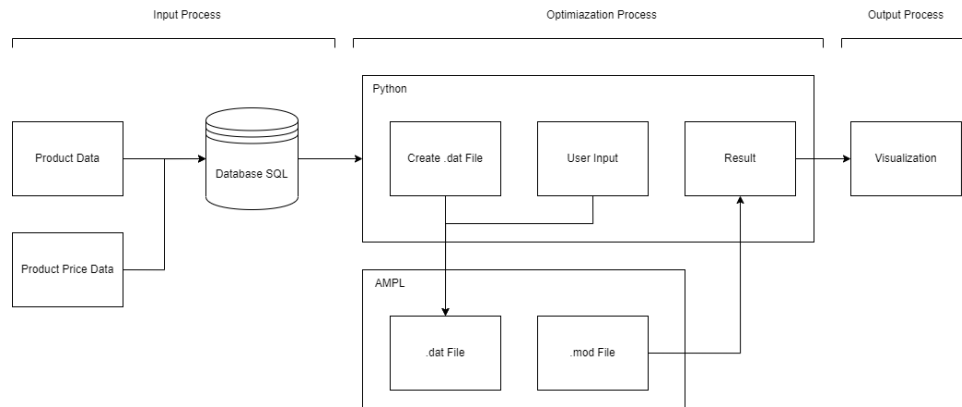 Input Process
Optimiazation Process
Output Process
Python
Product Data
Database SQL
Create .dat File
User Input
Result
Visualization
Product Price Data
AMPL
.dat File
.mod File